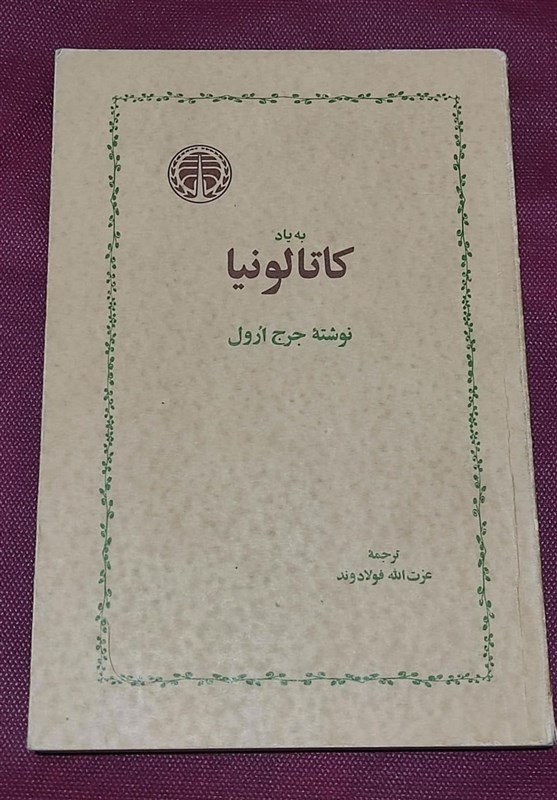 به یاد
کاتالونیا
نوشتهٔ جرج اُرول
ترجمهٔ
عزت‌الله فولادوند